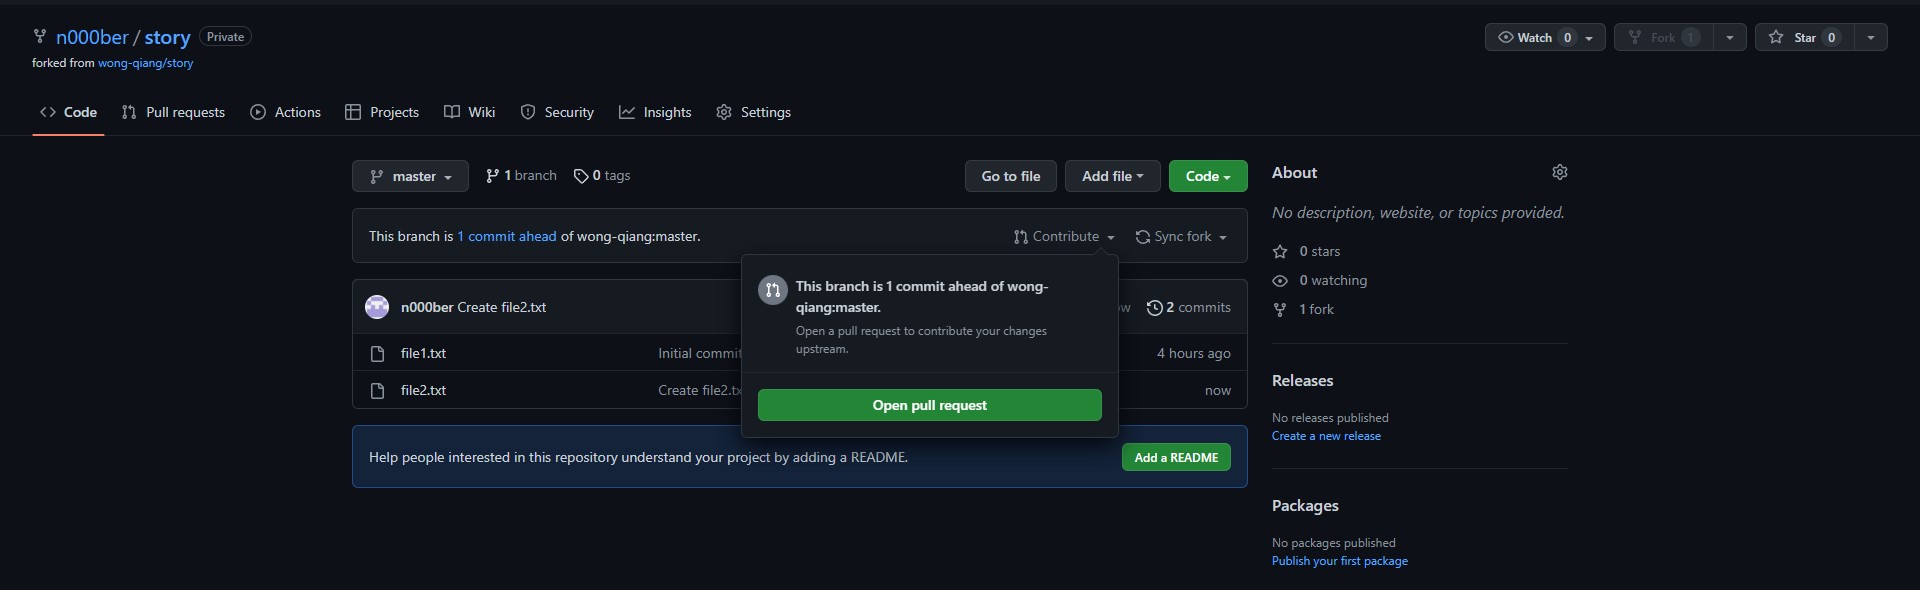 n000ber / story Private
forked from wong-qiang/story
Watch 0
Fork 1
Star 0
Code
Pull requests
Actions
Projects
Wiki
Security
Insights
Settings
master
1 branch
0 tags
Go to file
Add file
Code
This branch is 1 commit ahead of wong-qiang:master.
Contribute
Sync fork
This branch is 1 commit ahead of wong-
qiang:master.
Open a pull request to contribute your changes
upstream.
Open pull request
n000ber Create file2.txt
2 commits
file1.txt
Initial commit
4 hours ago
file2.txt
Create file2.tx
now
Help people interested in this repository understand your project by adding a README.
Add a README
About
No description, website, or topics provided.
0 stars
0 watching
1 fork
Releases
No releases published
Create a new release
Packages
No packages published
Publish your first package